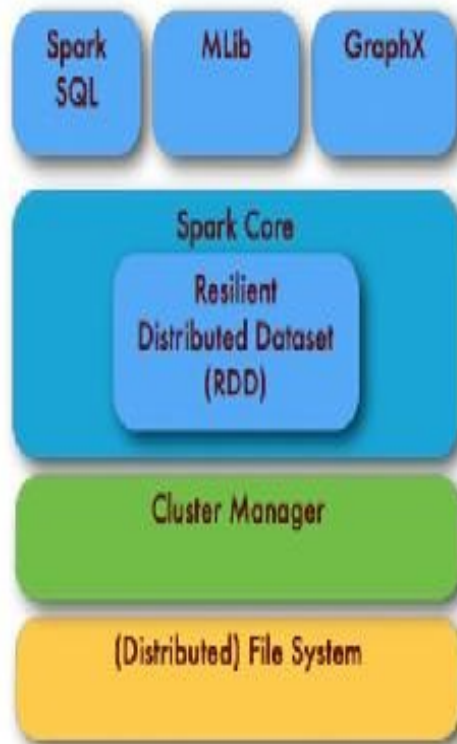 Spark
SQL
MLib
GraphX
Spark Core
Resilient
Distributed Dataset
(RDD)
Cluster Manager
(Distributed) File System